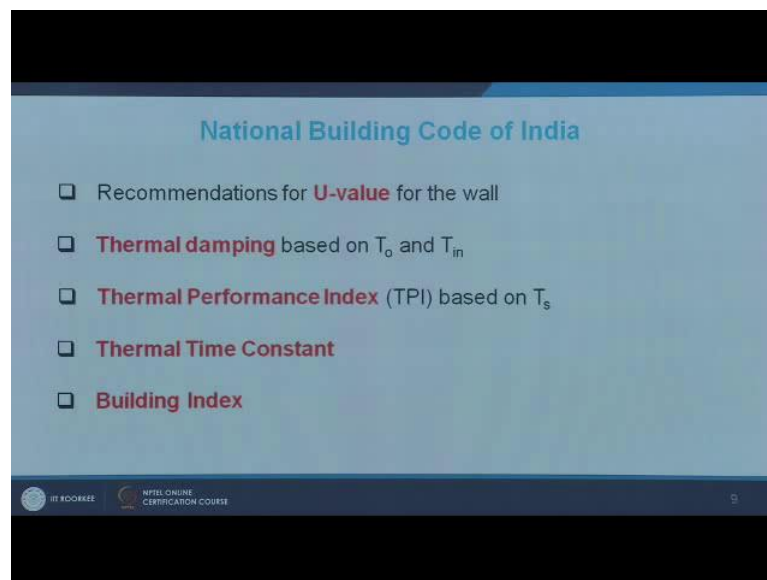 National Building Code of India
❑ Recommendations for U-value for the wall
❑ Thermal damping based on To and Tin
❑ Thermal Performance Index (TPI) based on Ts
❑ Thermal Time Constant
❑ Building Index
IIT ROORKEE
NPTEL ONLINE
CERTIFICATION COURSE
9